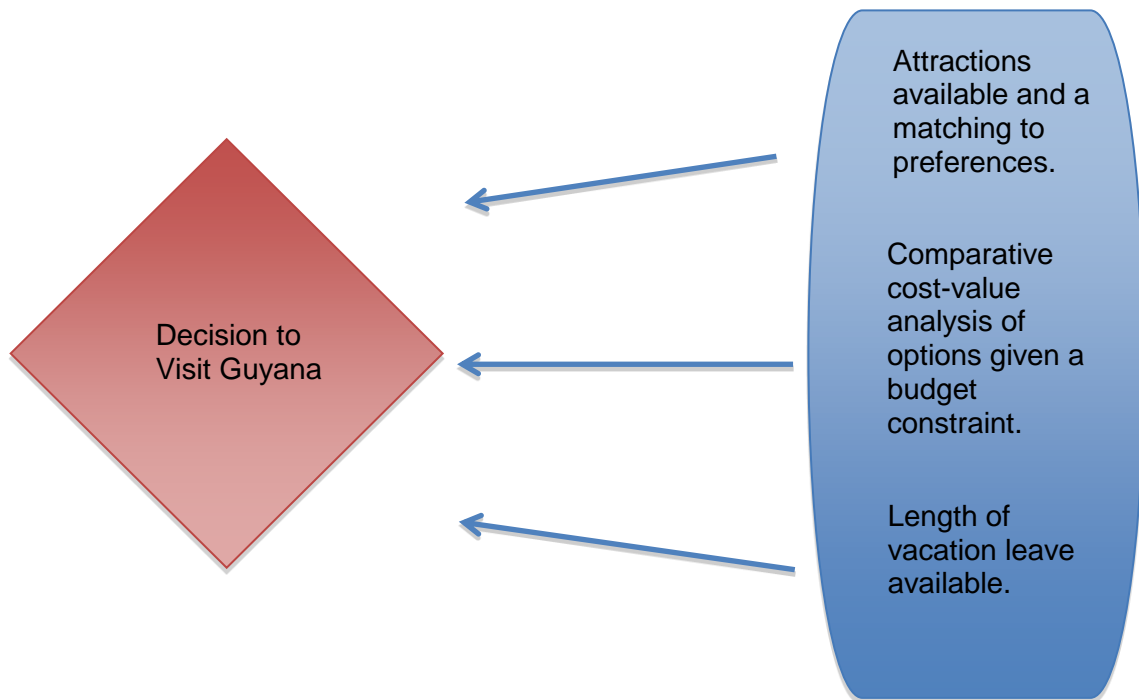 Decision to
Visit Guyana
Attractions
available and a
matching to
preferences.
Comparative
cost-value
analysis of
options given a
budget
constraint.
Length of
vacation leave
available.